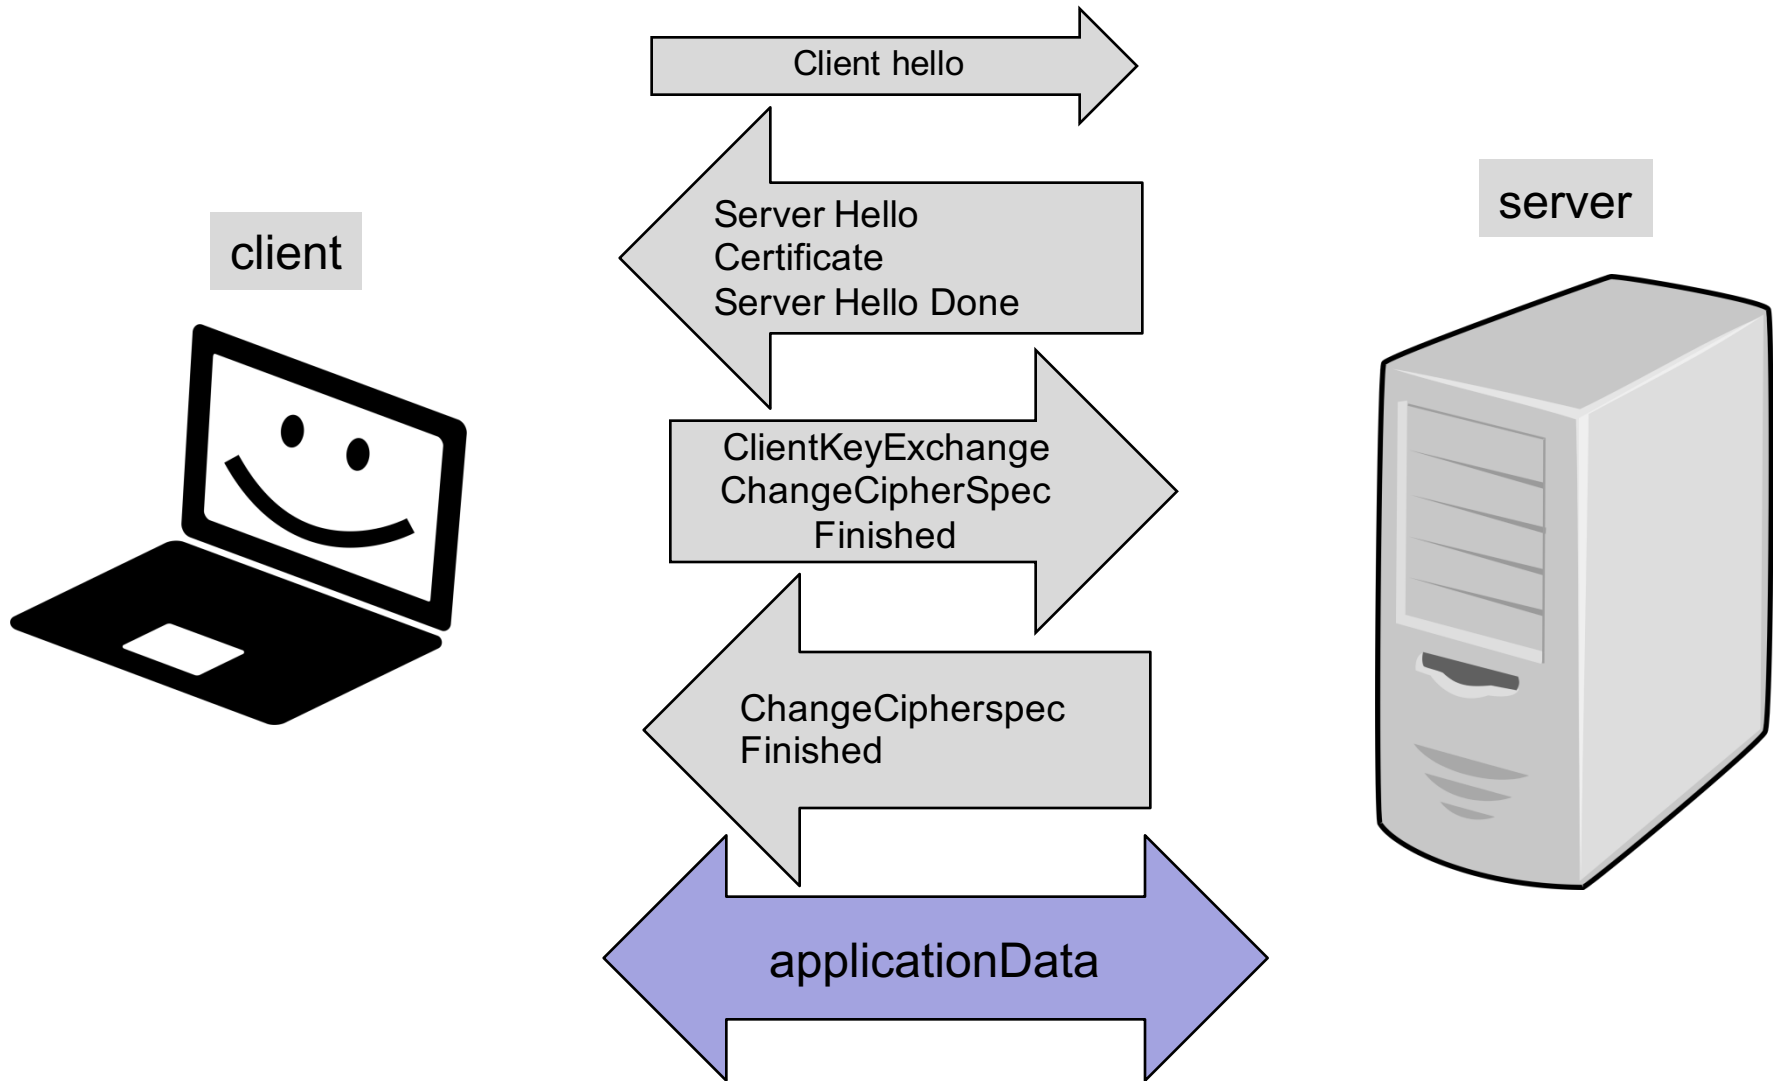 Client hello
server
client
Server Hello
Certificate
Server Hello Done
ClientKeyExchange
ChangeCipherSpec
Finished
ChangeCipherspec
Finished
applicationData